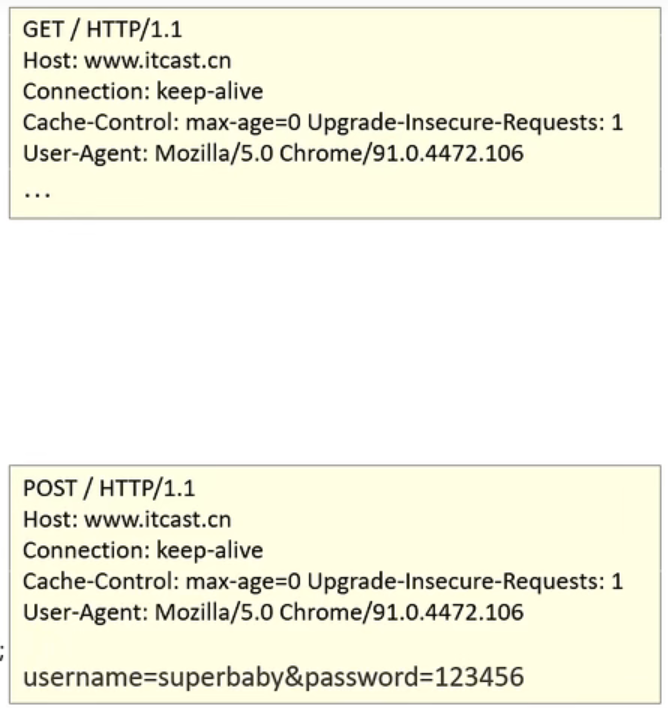 GET / HTTP/1.1
Host: www.itcast.cn
Connection: keep-alive
Cache-Control: max-age=0 Upgrade-Insecure-Requests: 1
User-Agent: Mozilla/5.0 Chrome/91.0.4472.106
...
POST / HTTP/1.1
Host: www.itcast.cn
Connection: keep-alive
Cache-Control: max-age=0 Upgrade-Insecure-Requests: 1
User-Agent: Mozilla/5.0 Chrome/91.0.4472.106
;
username=superbaby&password=123456